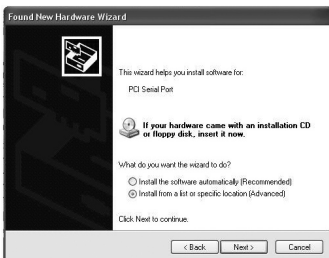 Found New Hardware Wizard
This wizard helps you install software for:
PCI Serial Port
If your hardware came with an installation CD
or floppy disk, insert it now.
What do you want the wizard to do?
Install the software automatically (Recommended)
Install from a list or specific location (Advanced)
Click Next to continue.
< Back
Next >
Cancel